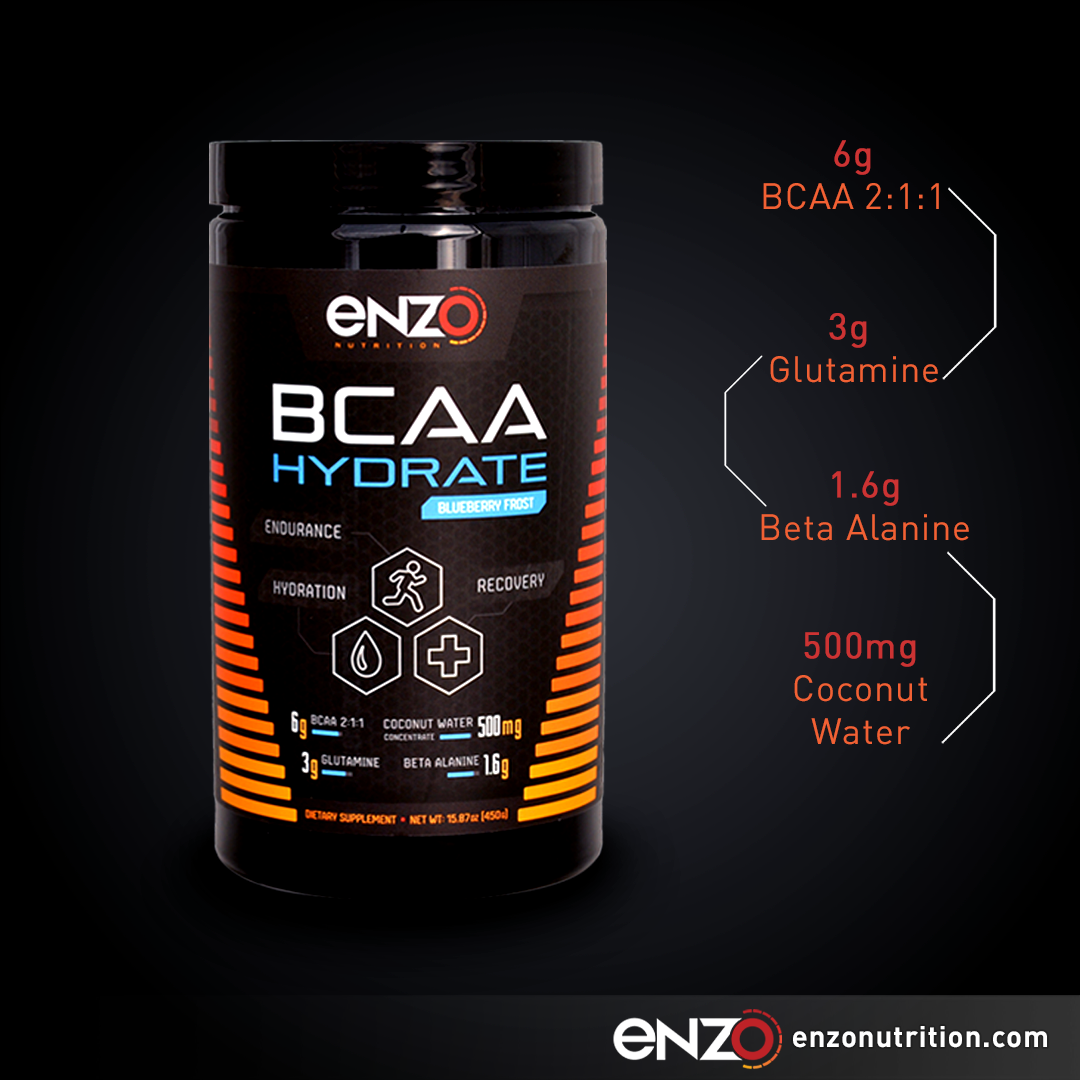 enzo
NUTRITION
BCAA
HYDRATE
BLUEBERRY FROST
ENDURANCE
HYDRATION
RECOVERY
6g BCAA 2:1:1
COCONUT WATER
CONCENTRATE
500mg
3g GLUTAMINE
BETA ALANINE 1.6g
DIETARY SUPPLEMENT • NET WT: 15.87oz (450g)
6g
BCAA 2:1:1
3g
Glutamine
1.6g
Beta Alanine
500mg
Coconut
Water
enzo enzonutrition.com